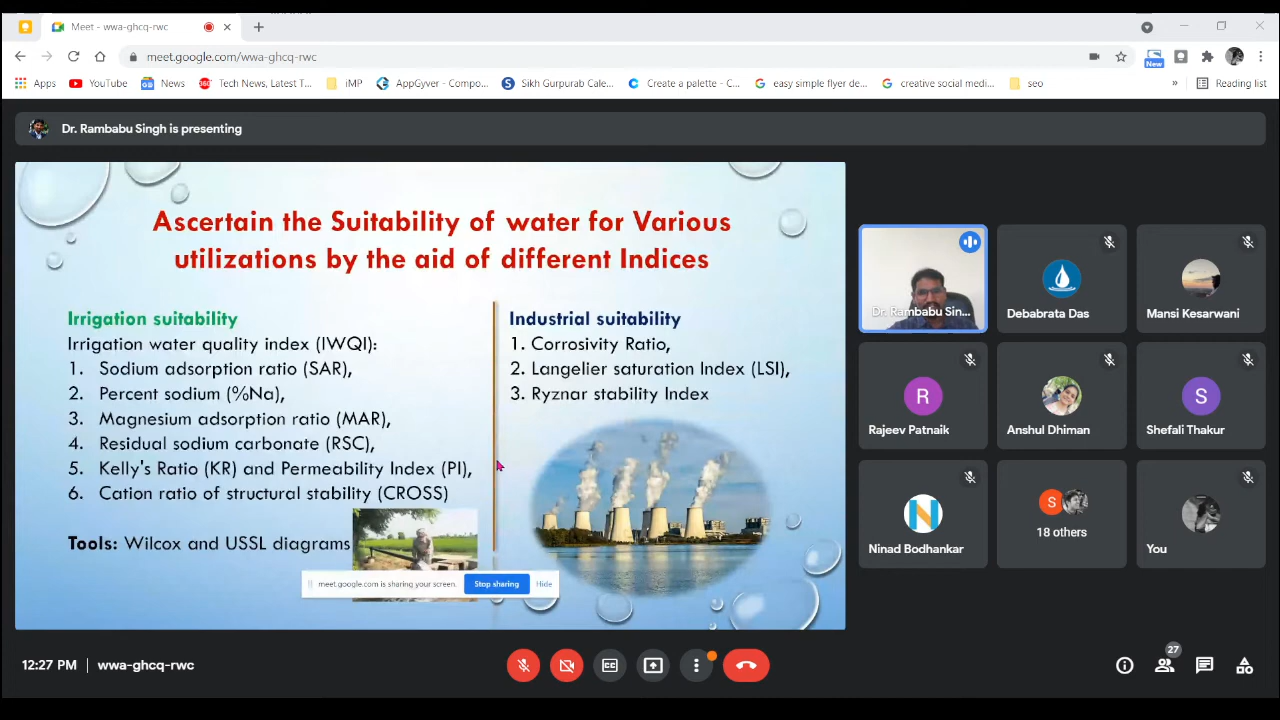 Meet - wwa-ghcq-rwc
meet.google.com/wwa-ghcq-rwc
New
Apps
YouTube
News
360°
Tech News, Latest T...
iMP
AppGyver - Compo...
Sikh Gurpurab Cale...
Create a palette - C...
easy simple flyer de...
creative social medi...
seo
»
Reading list
Dr. Rambabu Singh is presenting
Ascertain the Suitability of water for Various
utilizations by the aid of different Indices
Irrigation suitability
Irrigation water quality index (IWQI):
1. Sodium adsorption ratio (SAR),
2. Percent sodium (%Na),
3. Magnesium adsorption ratio (MAR),
4. Residual sodium carbonate (RSC),
5. Kelly's Ratio (KR) and Permeability Index (PI),
6. Cation ratio of structural stability (CROSS)
Tools: Wilcox and USSL diagrams
Industrial suitability
1. Corrosivity Ratio,
2. Langelier saturation Index (LSI),
3. Ryznar stability Index
meet.google.com is sharing your screen.
Stop sharing
Hide
Dr. Rambabu Sin...
Debabrata Das
Mansi Kesarwani
R
Rajeev Patnaik
Anshul Dhiman
S
Shefali Thakur
N
Ninad Bodhankar
S
18 others
You
12:27 PM | wwa-ghcq-rwc
CC
27